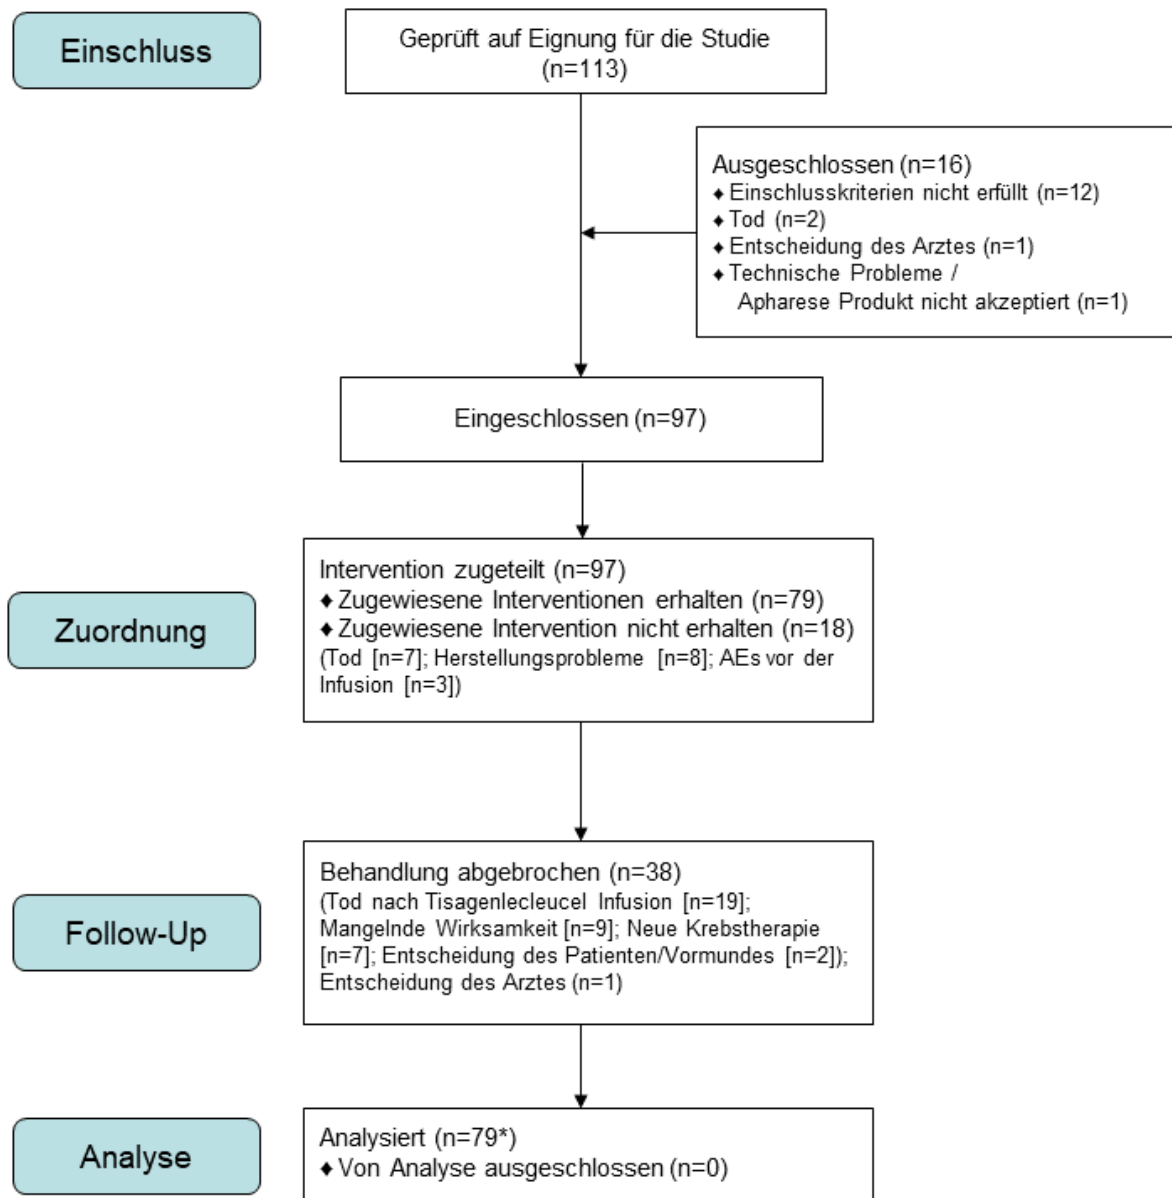 Einschluss
Geprüft auf Eignung für die Studie
(n=113)
Ausgeschlossen (n=16)
♦ Einschlusskriterien nicht erfüllt (n=12)
♦ Tod (n=2)
♦ Entscheidung des Arztes (n=1)
♦ Technische Probleme /
Apharese Produkt nicht akzeptiert (n=1)
Eingeschlossen (n=97)
Zuordnung
Intervention zugeteilt (n=97)
♦ Zugewiesene Interventionen erhalten (n=79)
♦ Zugewiesene Intervention nicht erhalten (n=18)
(Tod [n=7]; Herstellungsprobleme [n=8]; AEs vor der
Infusion [n=3])
Follow-Up
Behandlung abgebrochen (n=38)
(Tod nach Tisagenlecleucel Infusion [n=19];
Mangelnde Wirksamkeit [n=9]; Neue Krebstherapie
[n=7]; Entscheidung des Patienten/Vormundes [n=2]);
Entscheidung des Arztes (n=1)
Analyse
Analysiert (n=79*)
♦ Von Analyse ausgeschlossen (n=0)